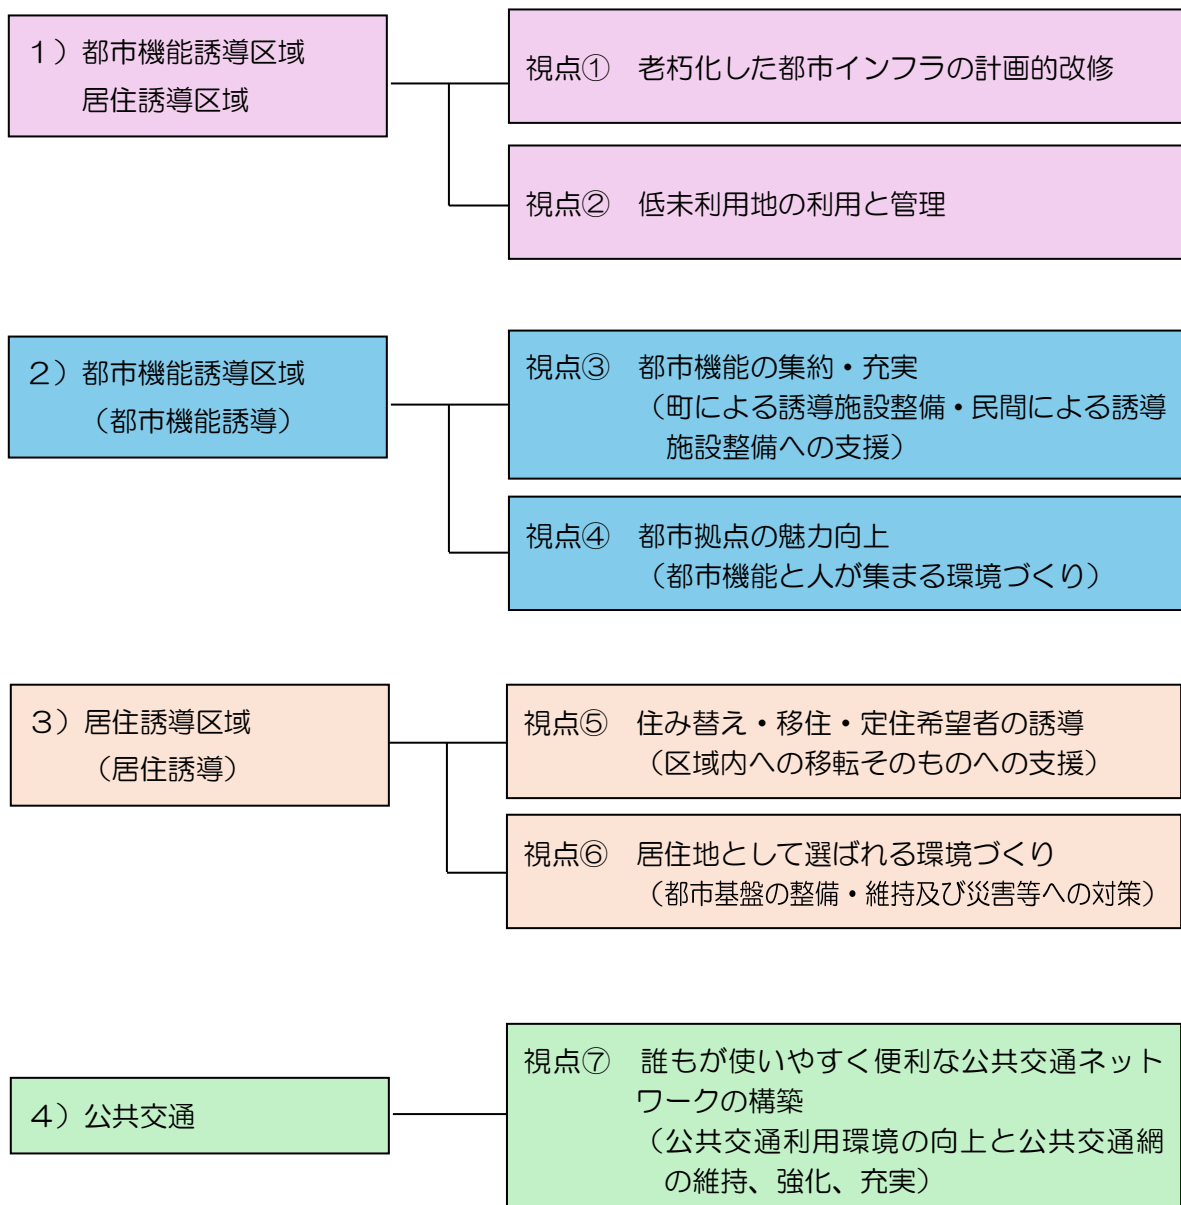 １）都市機能誘導区域
居住誘導区域
視点①　老朽化した都市インフラの計画的改修
視点②　低未利用地の利用と管理
２）都市機能誘導区域
（都市機能誘導）
視点③　都市機能の集約・充実
（町による誘導施設整備・民間による誘導
施設整備への支援）
視点④　都市拠点の魅力向上
（都市機能と人が集まる環境づくり）
３）居住誘導区域
（居住誘導）
視点⑤　住み替え・移住・定住希望者の誘導
（区域内への移転そのものへの支援）
視点⑥　居住地として選ばれる環境づくり
（都市基盤の整備・維持及び災害等への対策）
４）公共交通
視点⑦　誰もが使いやすく便利な公共交通ネット
ワークの構築
（公共交通利用環境の向上と公共交通網
の維持、強化、充実）